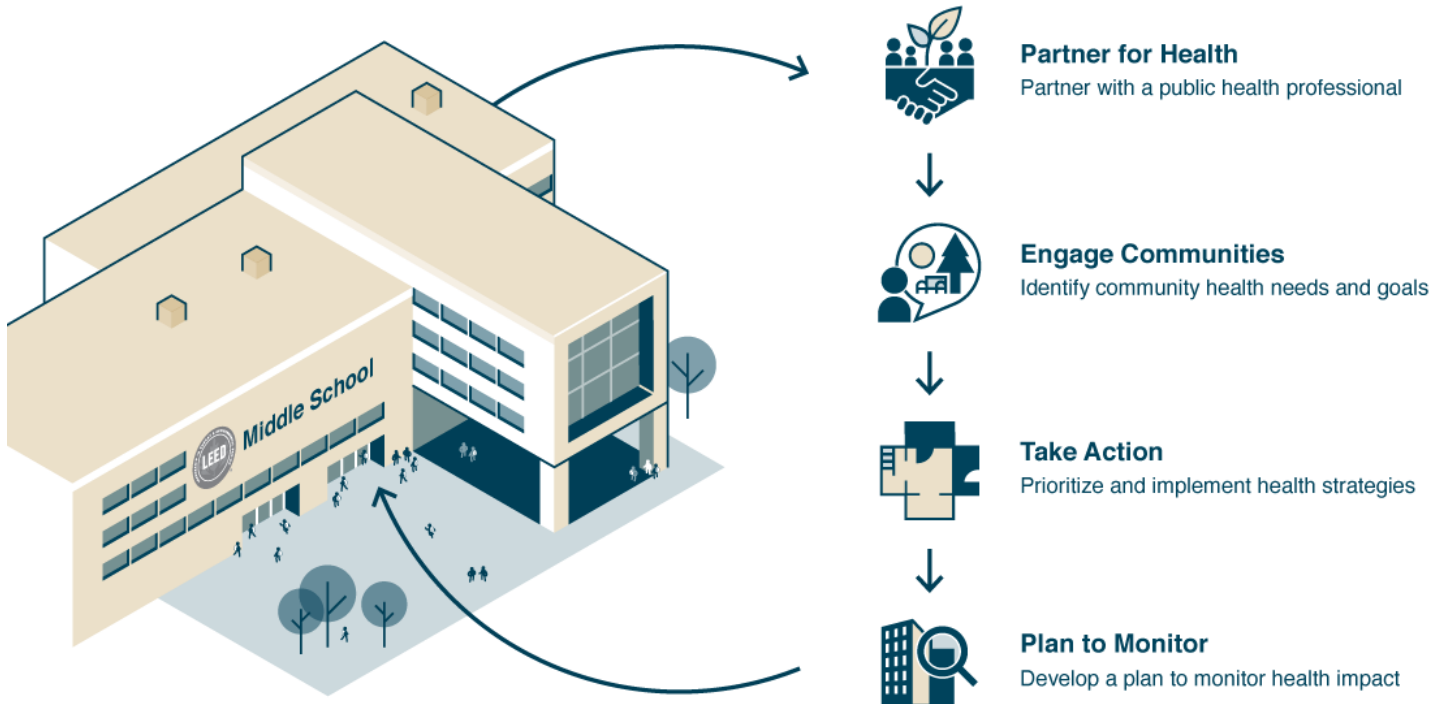 Partner for Health
Partner with a public health professional
Engage Communities
Identify community health needs and goals
Middle School
LEED
Take Action
Prioritize and implement health strategies
Plan to Monitor
Develop a plan to monitor health impact